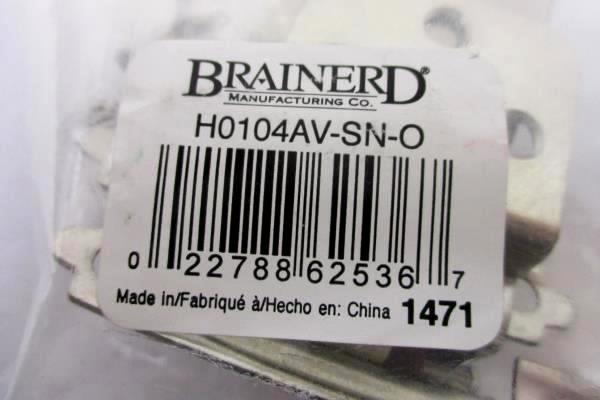 BRAINERD®
MANUFACTURING CO.
H0104AV-SN-O
0 22788 62536 7
Made in/Fabriqué à/Hecho en: China 1471